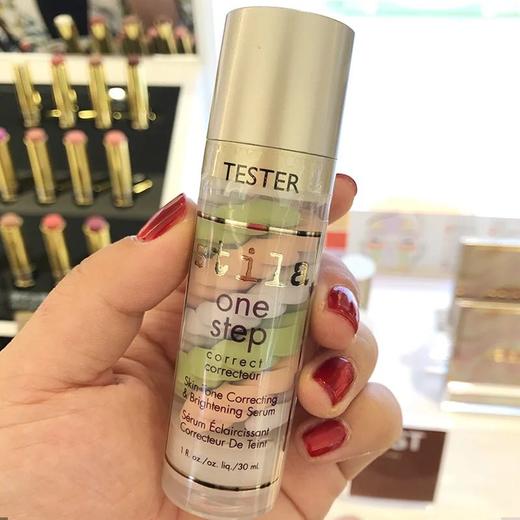 TESTER
stila
one
step
correct
correcteur
Skin Tone Correcting
& Brightening Serum
Sérum Éclaircissant
Correcteur De Teint
1 fl. oz./oz. liq./30 ml.